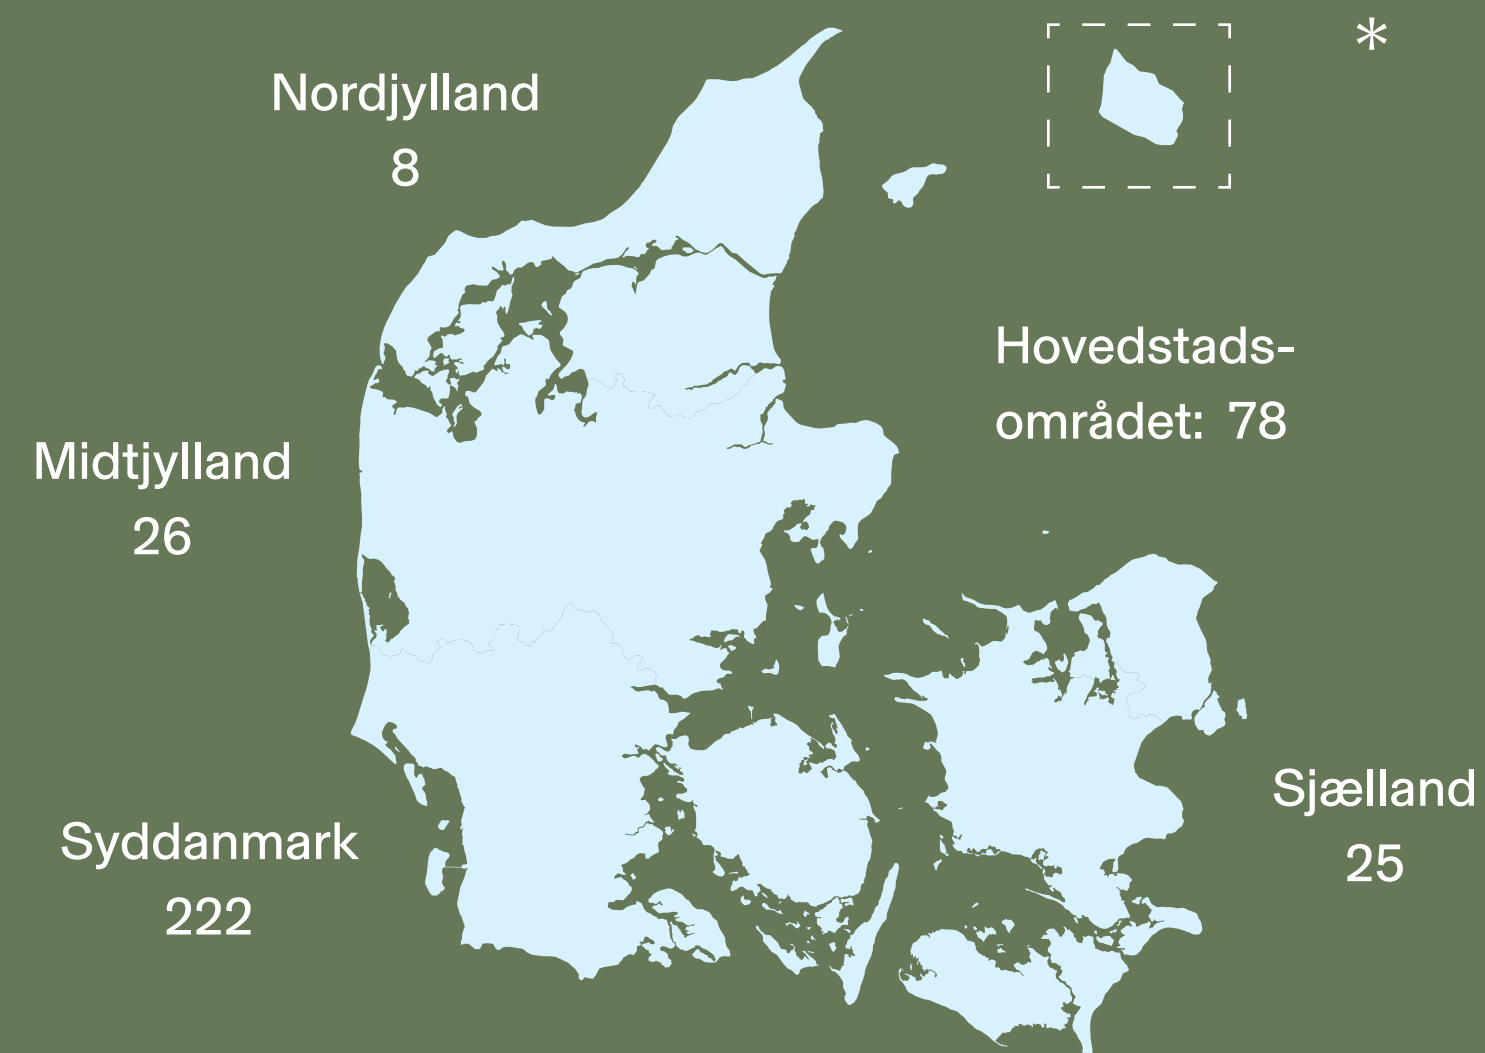 *
Nordjylland
8
Hovedstads-
området: 78
Midtjylland
26
Sjælland
25
Syddanmark
222